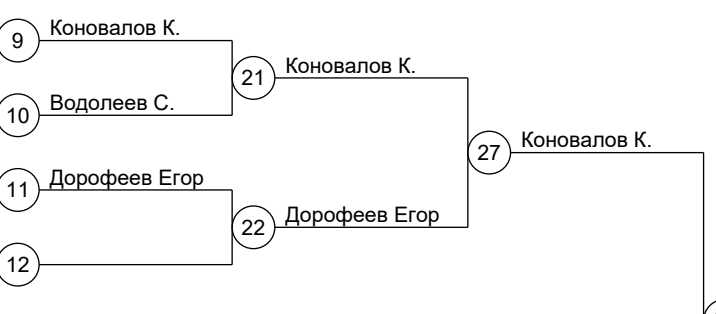 Коновалов К.
9
Коновалов К.
21
Водолеев С.
10
Коновалов К.
27
Дорофеев Егор
11
Дорофеев Егор
22
12